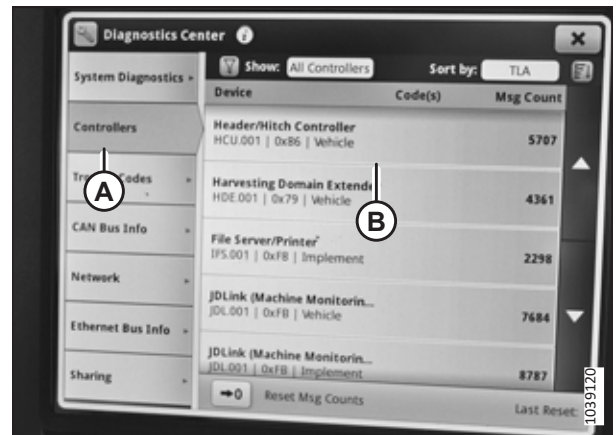 Diagnostics Center
System Diagnostics
Show: All Controllers Sort by: TLA
Device Code(s) Msg Count
Controllers
Header/Hitch Controller
HCU.001 | 0xB6 | Vehicle 5707
A
Codes
Harvesting Domain Extende
HDE.001 | 0x79 | Vehicle 4361
B
CAN Bus Info
File Server/Printer
IFS.001 | 0xF8 | Implement 2298
Network
JDLink (Machine Monitorin...
JDL.001 | 0xFB | Vehicle 7684
Ethernet Bus Info
JDLink (Machine Monitorin...
JDL.001 | 0xFB | Implement 8787
Sharing
→0 Reset Msg Counts Last Reset:
1039120